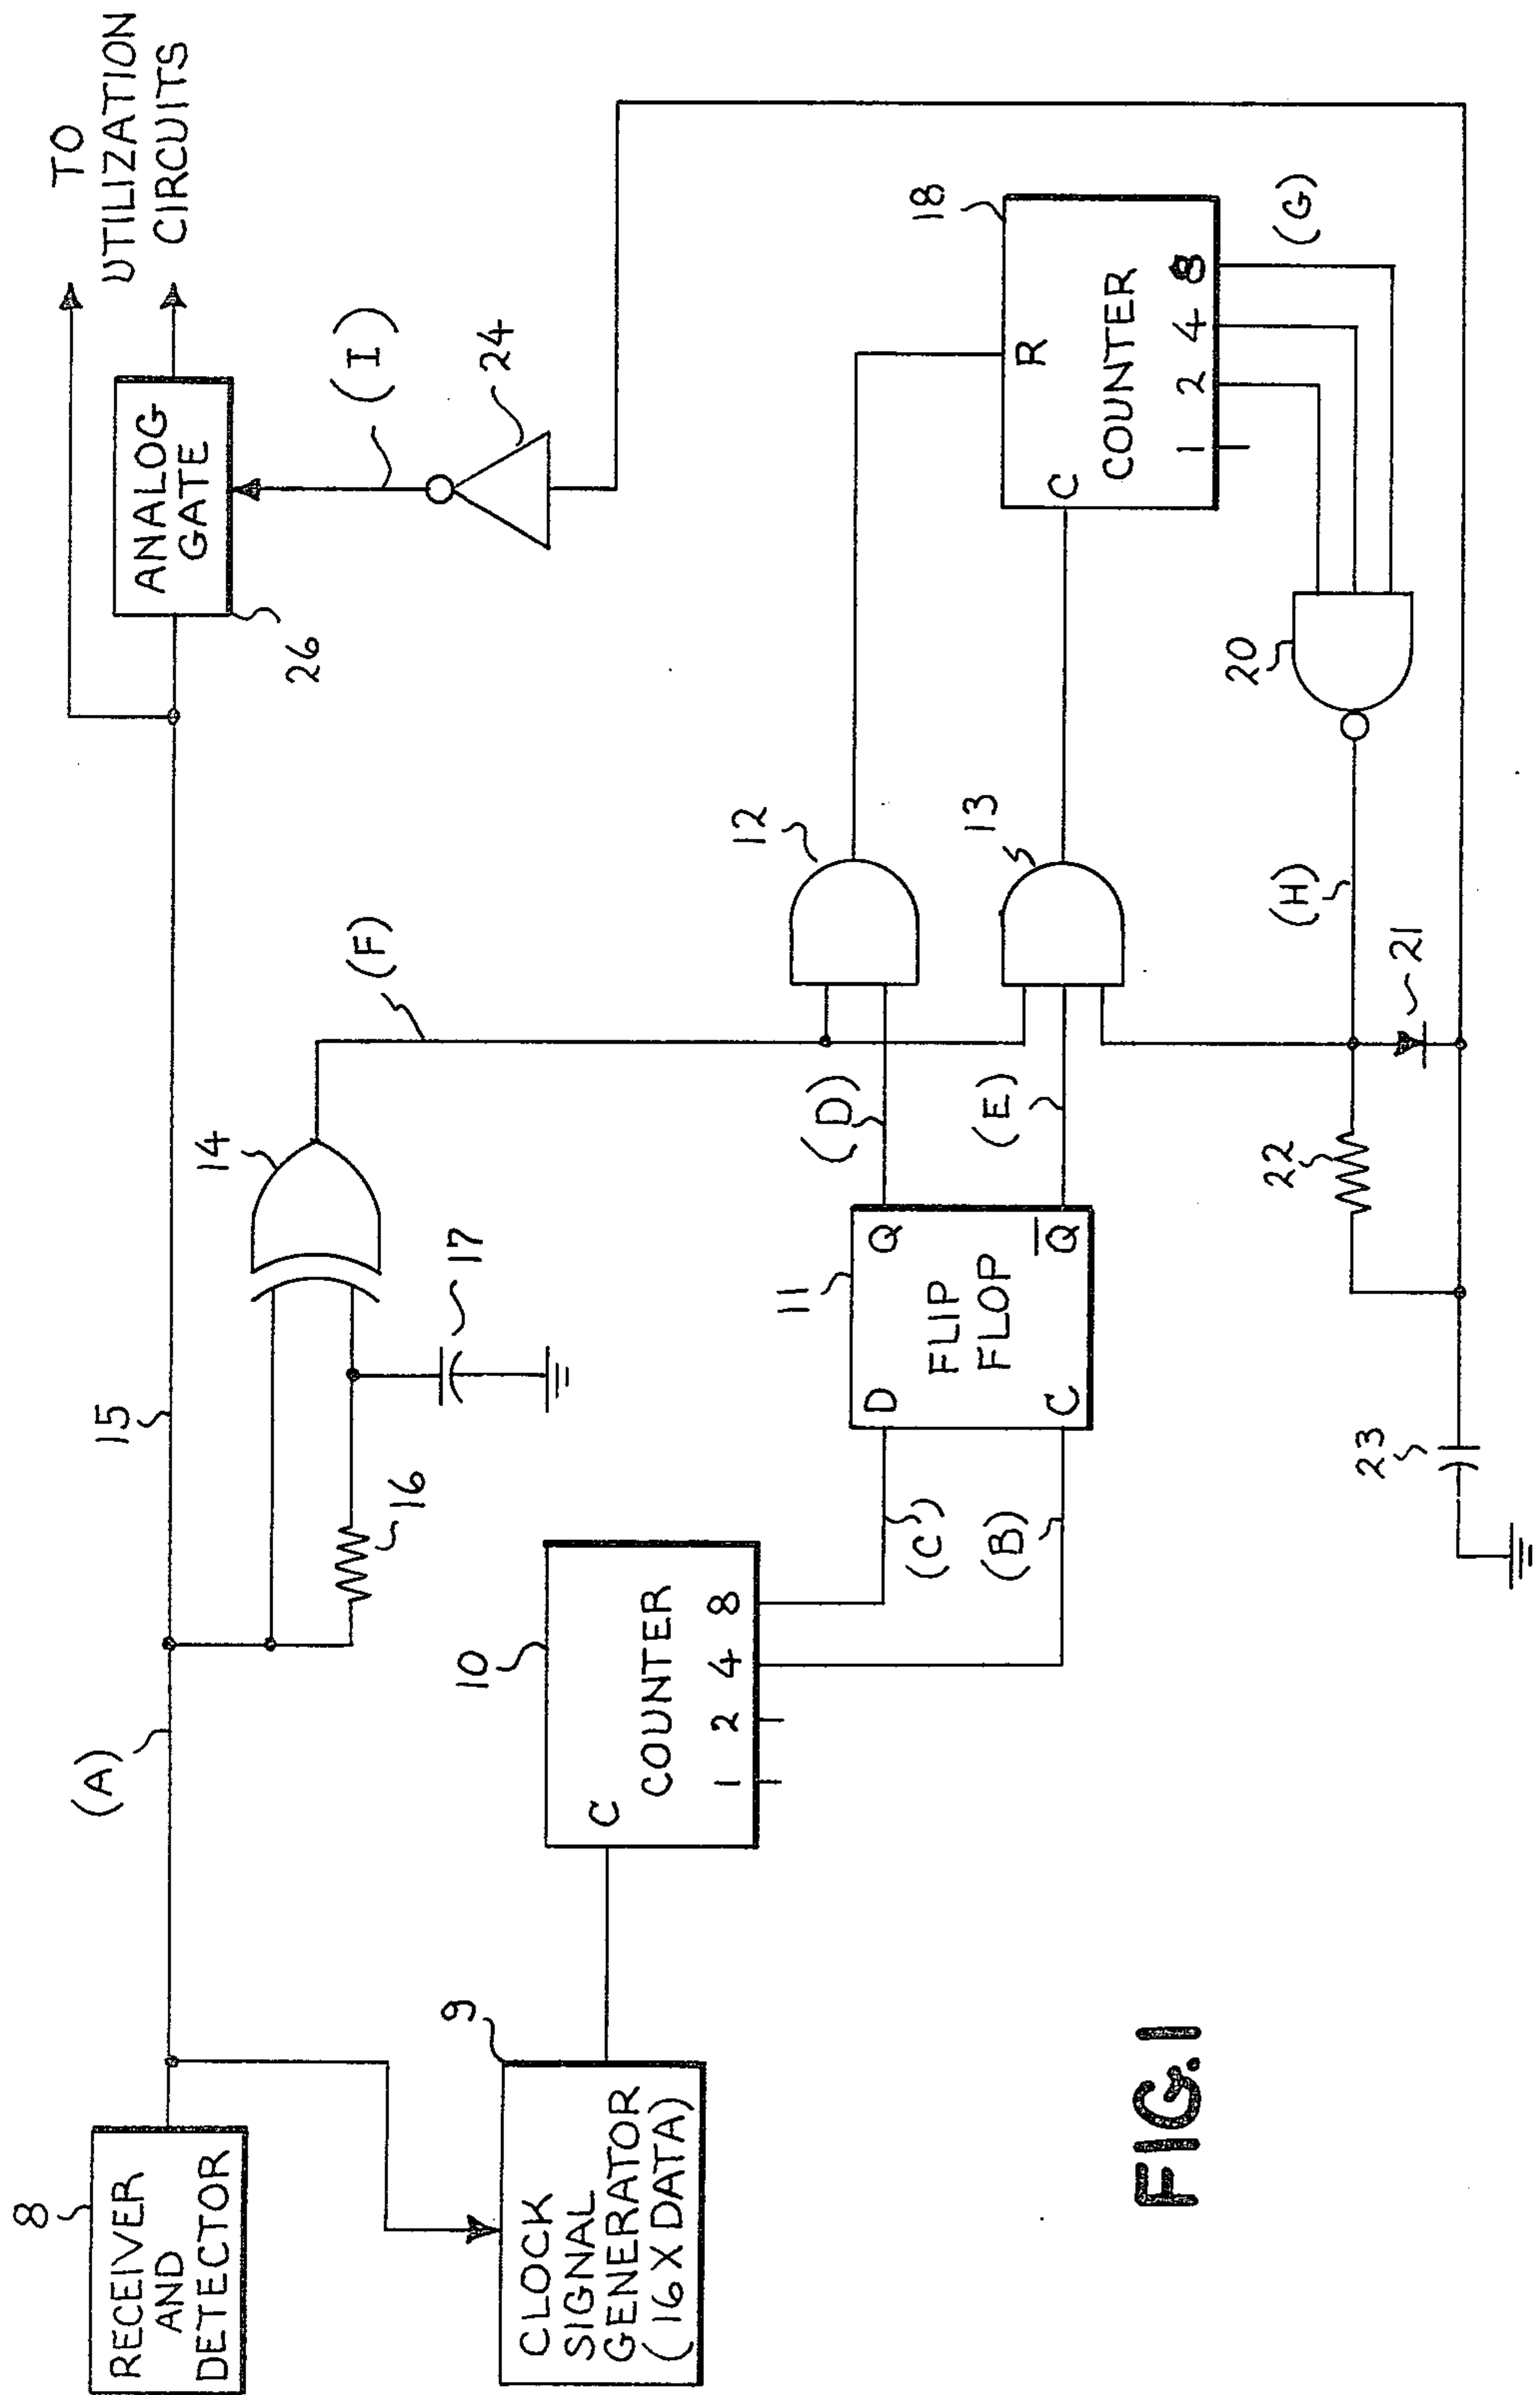 TO
UTILIZATION
CIRCUITS
ANALOG
GATE
26
(I)
24
15
(A)
8
RECEIVER
AND
DETECTOR
14
16
17
(F)
9
CLOCK
SIGNAL
GENERATOR
(16 X DATA)
10
C
COUNTER
1 2 4 8
(C)
(B)
11
D Q
FLIP
FLOP
C Q̅
(D)
(E)
12
13
18
R
C
COUNTER
1 2 4 8
(G)
20
(H)
21
22
23
FIG.1